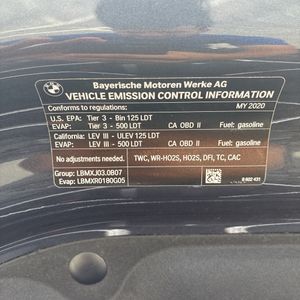 Bayerische Motoren Werke AG
VEHICLE EMISSION CONTROL INFORMATION
Conforms to regulations: MY 2020
U.S. EPA: Tier 3 - Bin 125 LDT
EVAP: Tier 3 - 500 LDT CA OBD II Fuel: gasoline
California: LEV III - ULEV 125 LDT
EVAP: LEV III - 500 LDT CA OBD II Fuel: gasoline
No adjustments needed. TWC, WR-HO2S, HO2S, DFI, TC, CAC
Group: LBMXJ03.0B07
Evap: LBMXR0180G05
8 602 431